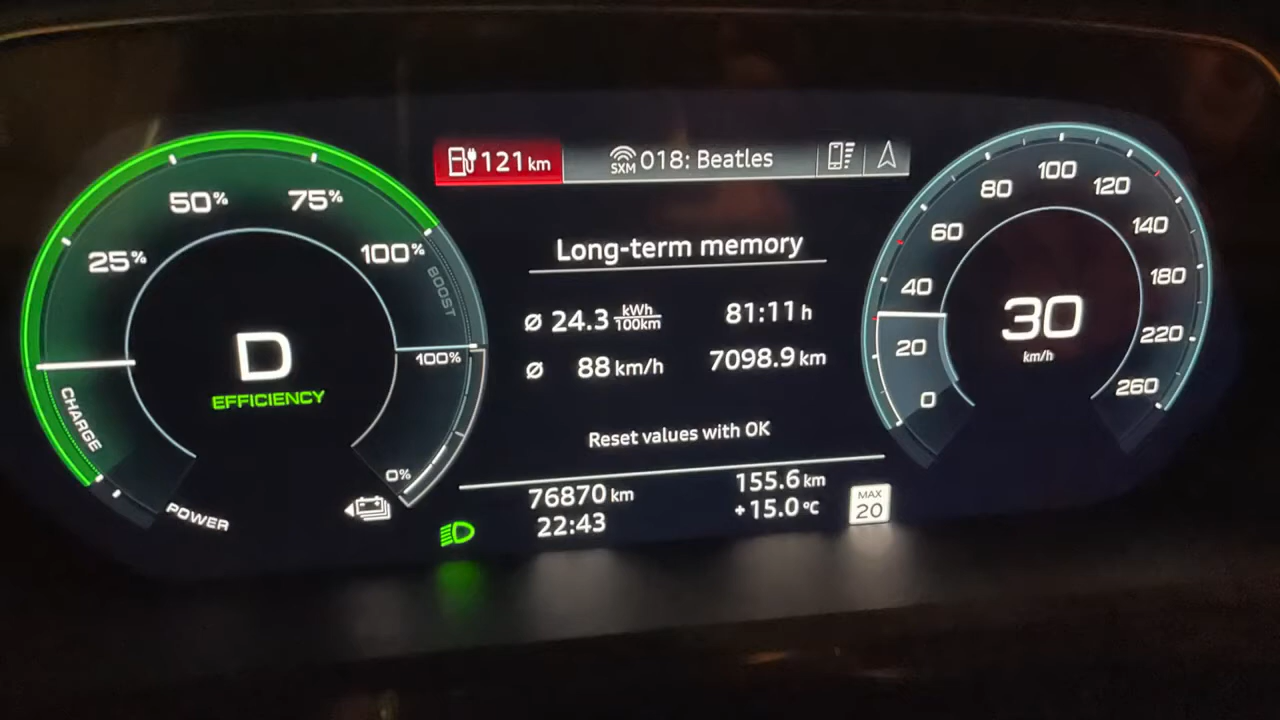 121 km
SXM 018: Beatles
25%
50%
75%
100%
BOOST
D
EFFICIENCY
CHARGE
POWER
100%
0%
Long-term memory
Ø 24.3 kWh/100km 81:11 h
Ø 88 km/h 7098.9 km
Reset values with OK
76870 km 155.6 km
22:43 +15.0 °C
MAX
20
0
20
40
60
80
100
120
140
180
220
260
30
km/h